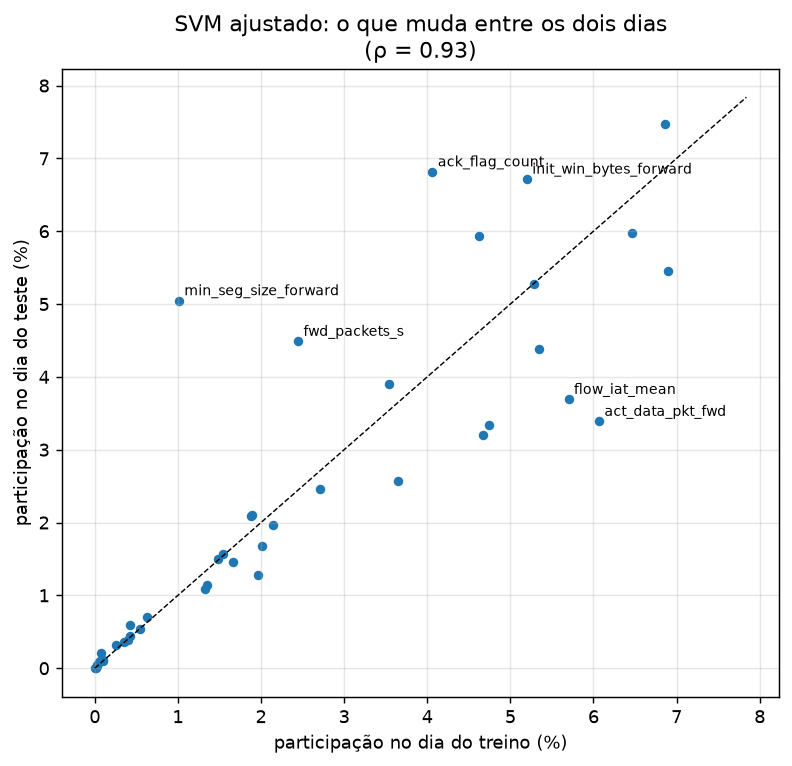 SVM ajustado: o que muda entre os dois dias
(ρ = 0.93)
participação no dia do teste (%)
8
7
6
5
4
3
2
1
0
ack_flag_count
init_win_bytes_forward
min_seg_size_forward
fwd_packets_s
flow_iat_mean
act_data_pkt_fwd
0 1 2 3 4 5 6 7 8
participação no dia do treino (%)